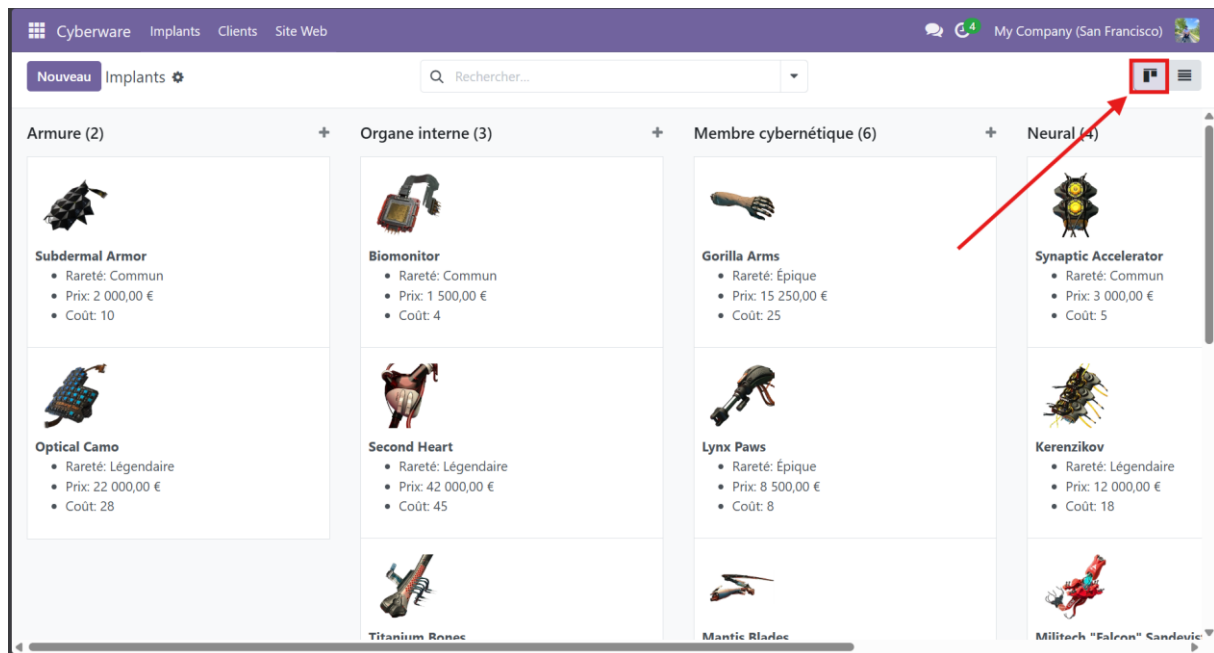 Cyberware Implants Clients Site Web 4 My Company (San Francisco)
Nouveau Implants Rechercher...
Armure (2)
Subdermal Armor
Rareté: Commun
Prix: 2 000,00 €
Coût: 10
Optical Camo
Rareté: Légendaire
Prix: 22 000,00 €
Coût: 28
Organe interne (3)
Biomonitor
Rareté: Commun
Prix: 1 500,00 €
Coût: 4
Second Heart
Rareté: Légendaire
Prix: 42 000,00 €
Coût: 45
Titanium Bones
Membre cybernétique (6)
Gorilla Arms
Rareté: Épique
Prix: 15 250,00 €
Coût: 25
Lynx Paws
Rareté: Épique
Prix: 8 500,00 €
Coût: 8
Mantis Blades
Neural (4)
Synaptic Accelerator
Rareté: Commun
Prix: 3 000,00 €
Coût: 5
Kerenzikov
Rareté: Légendaire
Prix: 12 000,00 €
Coût: 18
Militech "Falcon" Sandevis